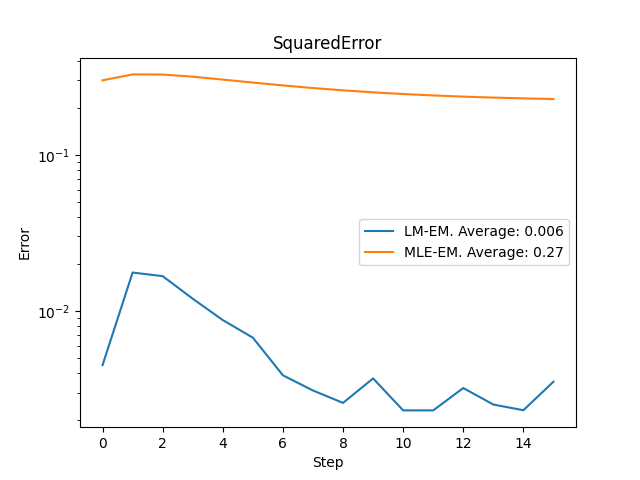 SquaredError
10⁻¹
10⁻²
Error
LM-EM. Average: 0.006
MLE-EM. Average: 0.27
0 2 4 6 8 10 12 14
Step